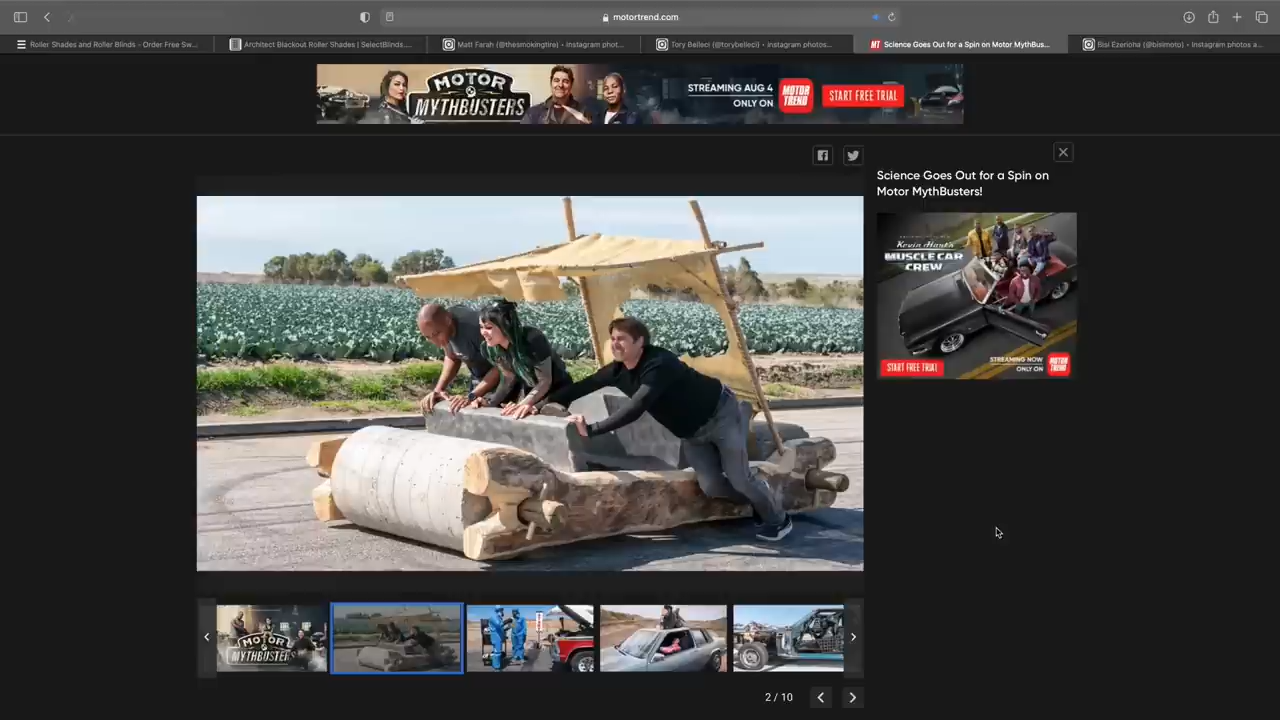 motortrend.com
Roller Shades and Roller Blinds - Order Free Sw...
Architect Blackout Roller Shades | SelectBlinds....
Matt Farah (@thesmokingtire) • Instagram phot...
Tory Belleci (@torybelleci) • Instagram photos...
MT Science Goes Out for a Spin on Motor MythBus...
Bisi Ezerioha (@bisimoto) • Instagram photos a...
MOTOR
MYTHBUSTERS
STREAMING AUG 4
ONLY ON
MOTOR
TREND
START FREE TRIAL
Science Goes Out for a Spin on
Motor MythBusters!
Kevin Hart's
MUSCLE CAR
CREW
START FREE TRIAL
STREAMING NOW
ONLY ON
MOTOR
TREND
MOTOR
MYTHBUSTERS
2 / 10